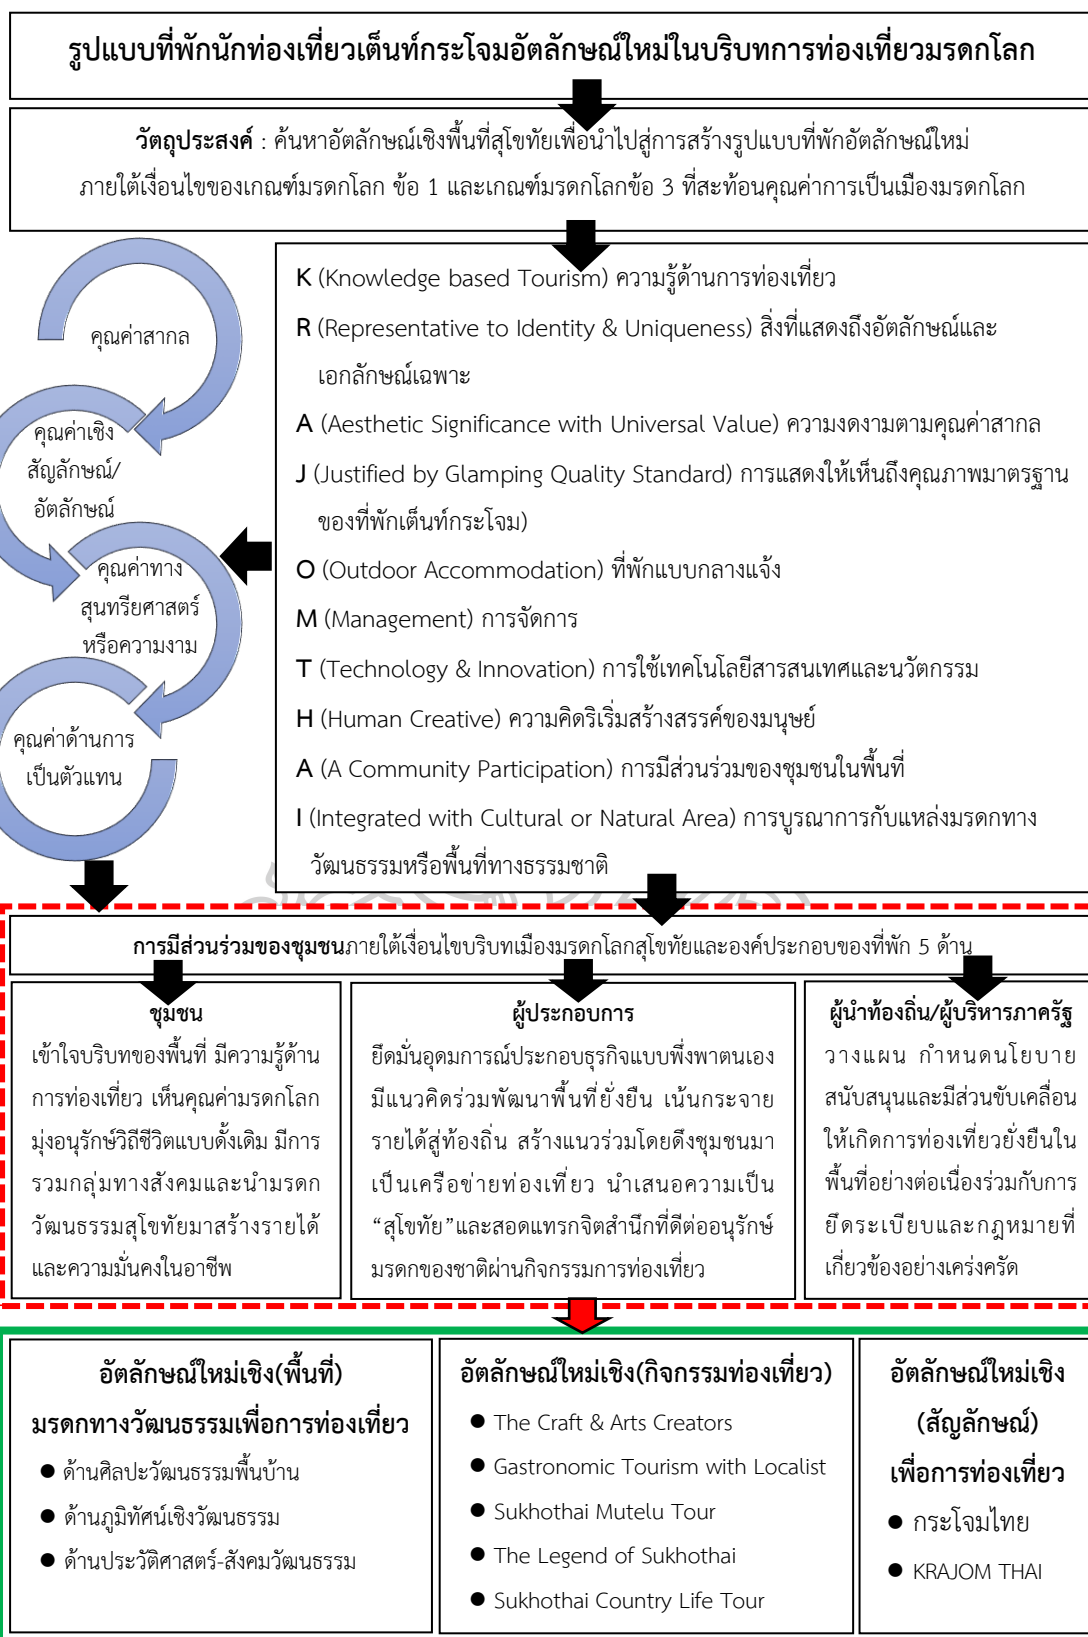 รูปแบบที่พักนักท่องเที่ยวเต็นท์กระโจมอัตลักษณ์ใหม่ในบริบทการท่องเที่ยวมรดกโลก
วัตถุประสงค์ : ค้นหาอัตลักษณ์เชิงพื้นที่สุโขทัยเพื่อนำไปสู่การสร้างรูปแบบที่พักอัตลักษณ์ใหม่
ภายใต้เงื่อนไขของเกณฑ์มรดกโลก ข้อ 1 และเกณฑ์มรดกโลกข้อ 3 ที่สะท้อนคุณค่าการเป็นเมืองมรดกโลก
คุณค่าสากล
คุณค่าเชิง
สัญลักษณ์/
อัตลักษณ์
คุณค่าทาง
สุนทรียศาสตร์
หรือความงาม
คุณค่าด้านการ
เป็นตัวแทน
K (Knowledge based Tourism) ความรู้ด้านการท่องเที่ยว
R (Representative to Identity & Uniqueness) สิ่งที่แสดงถึงอัตลักษณ์และ
เอกลักษณ์เฉพาะ
A (Aesthetic Significance with Universal Value) ความงดงามตามคุณค่าสากล
J (Justified by Glamping Quality Standard) การแสดงให้เห็นถึงคุณภาพมาตรฐาน
ของที่พักเต็นท์กระโจม)
O (Outdoor Accommodation) ที่พักแบบกลางแจ้ง
M (Management) การจัดการ
T (Technology & Innovation) การใช้เทคโนโลยีสารสนเทศและนวัตกรรม
H (Human Creative) ความคิดริเริ่มสร้างสรรค์ของมนุษย์
A (A Community Participation) การมีส่วนร่วมของชุมชนในพื้นที่
I (Integrated with Cultural or Natural Area) การบูรณาการกับแหล่งมรดกทาง
วัฒนธรรมหรือพื้นที่ทางธรรมชาติ
การมีส่วนร่วมของชุมชนภายใต้เงื่อนไขบริบทเมืองมรดกโลกสุโขทัยและองค์ประกอบของที่พัก 5 ด้าน
ชุมชน
เข้าใจบริบทของพื้นที่ มีความรู้ด้าน
การท่องเที่ยว เห็นคุณค่ามรดกโลก
มุ่งอนุรักษ์วิถีชีวิตแบบดั้งเดิม มีการ
รวมกลุ่มทางสังคมและนำมรดก
วัฒนธรรมสุโขทัยมาสร้างรายได้
และความมั่นคงในอาชีพ
ผู้ประกอบการ
ยึดมั่นอุดมการณ์ประกอบธุรกิจแบบพึ่งพาตนเอง
มีแนวคิดร่วมพัฒนาพื้นที่ยั่งยืน เน้นกระจาย
รายได้สู่ท้องถิ่น สร้างแนวร่วมโดยดึงชุมชนมา
เป็นเครือข่ายท่องเที่ยว นำเสนอความเป็น
“สุโขทัย”และสอดแทรกจิตสำนึกที่ดีต่ออนุรักษ์
มรดกของชาติผ่านกิจกรรมการท่องเที่ยว
ผู้นำท้องถิ่น/ผู้บริหารภาครัฐ
วางแผน กำหนดนโยบาย
สนับสนุนและมีส่วนขับเคลื่อน
ให้เกิดการท่องเที่ยวยั่งยืนใน
พื้นที่อย่างต่อเนื่องร่วมกับการ
ยึดระเบียบและกฎหมายที่
เกี่ยวข้องอย่างเคร่งครัด
อัตลักษณ์ใหม่เชิง(พื้นที่)
มรดกทางวัฒนธรรมเพื่อการท่องเที่ยว
● ด้านศิลปะวัฒนธรรมพื้นบ้าน
● ด้านภูมิทัศน์เชิงวัฒนธรรม
● ด้านประวัติศาสตร์-สังคมวัฒนธรรม
อัตลักษณ์ใหม่เชิง(กิจกรรมท่องเที่ยว)
● The Craft & Arts Creators
● Gastronomic Tourism with Localist
● Sukhothai Mutelu Tour
● The Legend of Sukhothai
● Sukhothai Country Life Tour
อัตลักษณ์ใหม่เชิง
(สัญลักษณ์)
เพื่อการท่องเที่ยว
● กระโจมไทย
● KRAJOM THAI